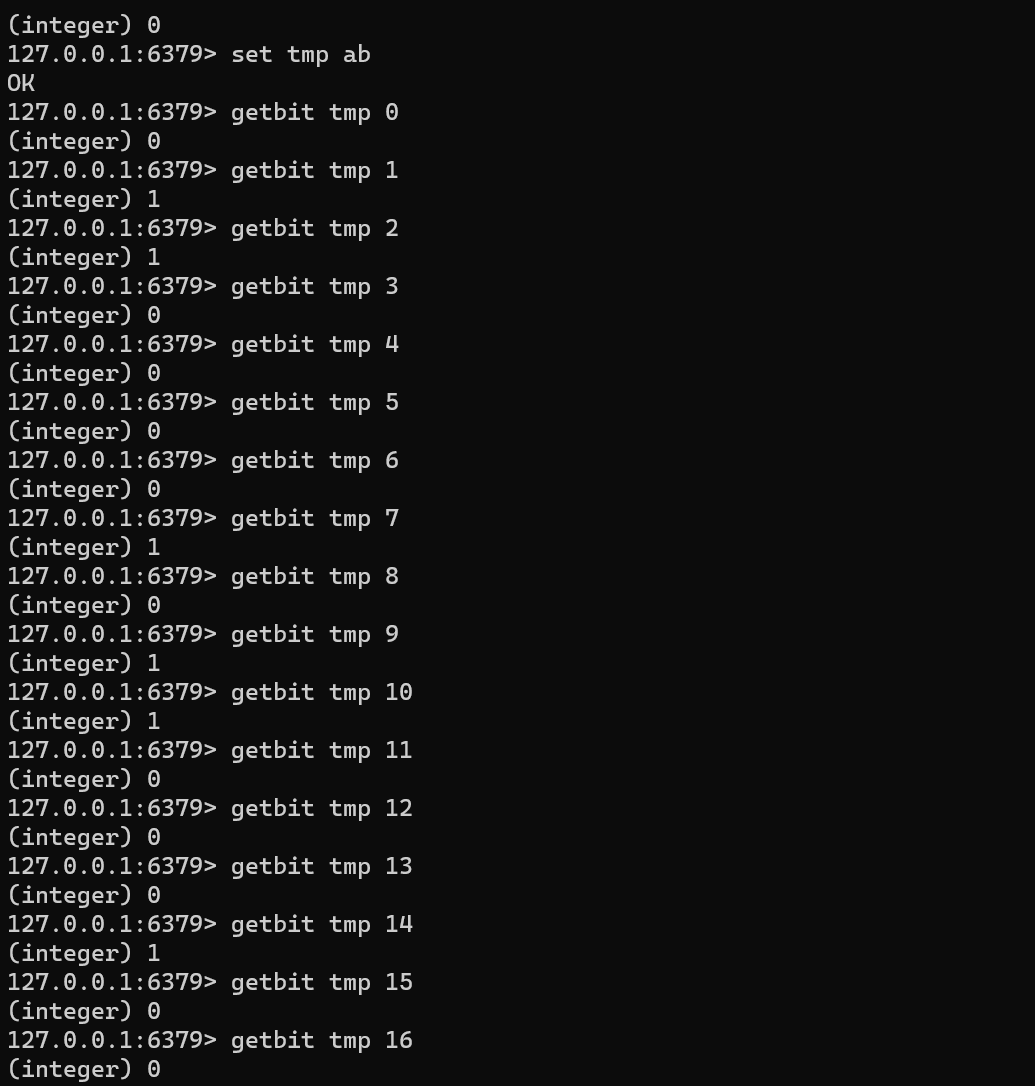 (integer) 0
127.0.0.1:6379> set tmp ab
OK
127.0.0.1:6379> getbit tmp 0
(integer) 0
127.0.0.1:6379> getbit tmp 1
(integer) 1
127.0.0.1:6379> getbit tmp 2
(integer) 1
127.0.0.1:6379> getbit tmp 3
(integer) 0
127.0.0.1:6379> getbit tmp 4
(integer) 0
127.0.0.1:6379> getbit tmp 5
(integer) 0
127.0.0.1:6379> getbit tmp 6
(integer) 0
127.0.0.1:6379> getbit tmp 7
(integer) 1
127.0.0.1:6379> getbit tmp 8
(integer) 0
127.0.0.1:6379> getbit tmp 9
(integer) 1
127.0.0.1:6379> getbit tmp 10
(integer) 1
127.0.0.1:6379> getbit tmp 11
(integer) 0
127.0.0.1:6379> getbit tmp 12
(integer) 0
127.0.0.1:6379> getbit tmp 13
(integer) 0
127.0.0.1:6379> getbit tmp 14
(integer) 1
127.0.0.1:6379> getbit tmp 15
(integer) 0
127.0.0.1:6379> getbit tmp 16
(integer) 0